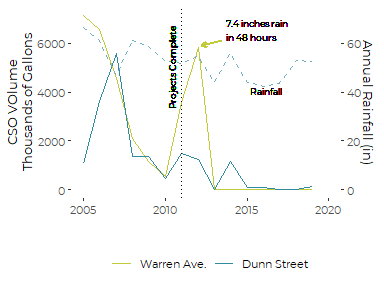 7.4 inches rain
in 48 hours
Projects Complete
Rainfall
CSO VOlume
Thousands of Gallons
6000
4000
2000
0
60
40
20
0
Annual Rainfall (in)
2005
2010
2015
2020
Warren Ave.
Dunn Street